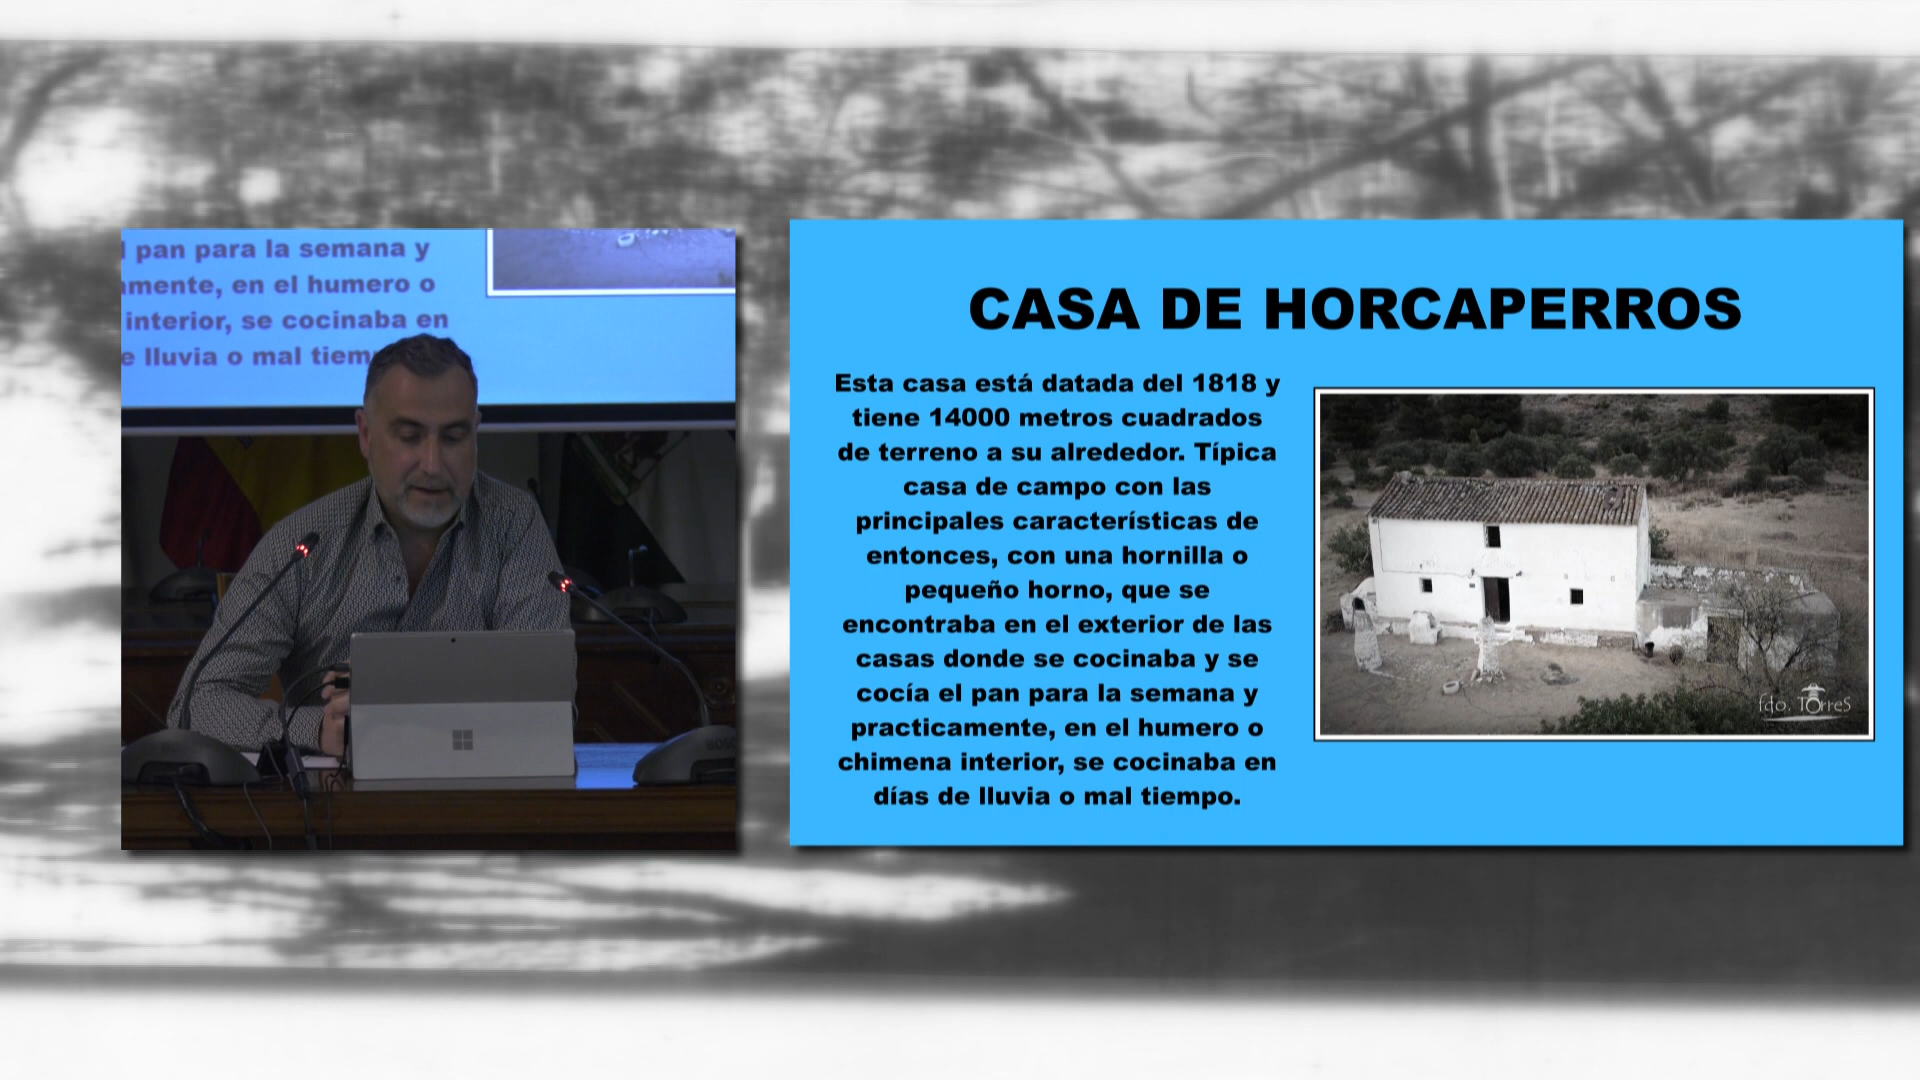 l pan para la semana y
amente, en el humero o
interior, se cocinaba en
e lluvia o mal tiem
CASA DE HORCAPERROS
Esta casa está datada del 1818 y
tiene 14000 metros cuadrados
de terreno a su alrededor. Típica
casa de campo con las
principales características de
entonces, con una hornilla o
pequeño horno, que se
encontraba en el exterior de las
casas donde se cocinaba y se
cocía el pan para la semana y
practicamente, en el humero o
chimena interior, se cocinaba en
días de lluvia o mal tiempo.
fdo. TorreS
BOSCH